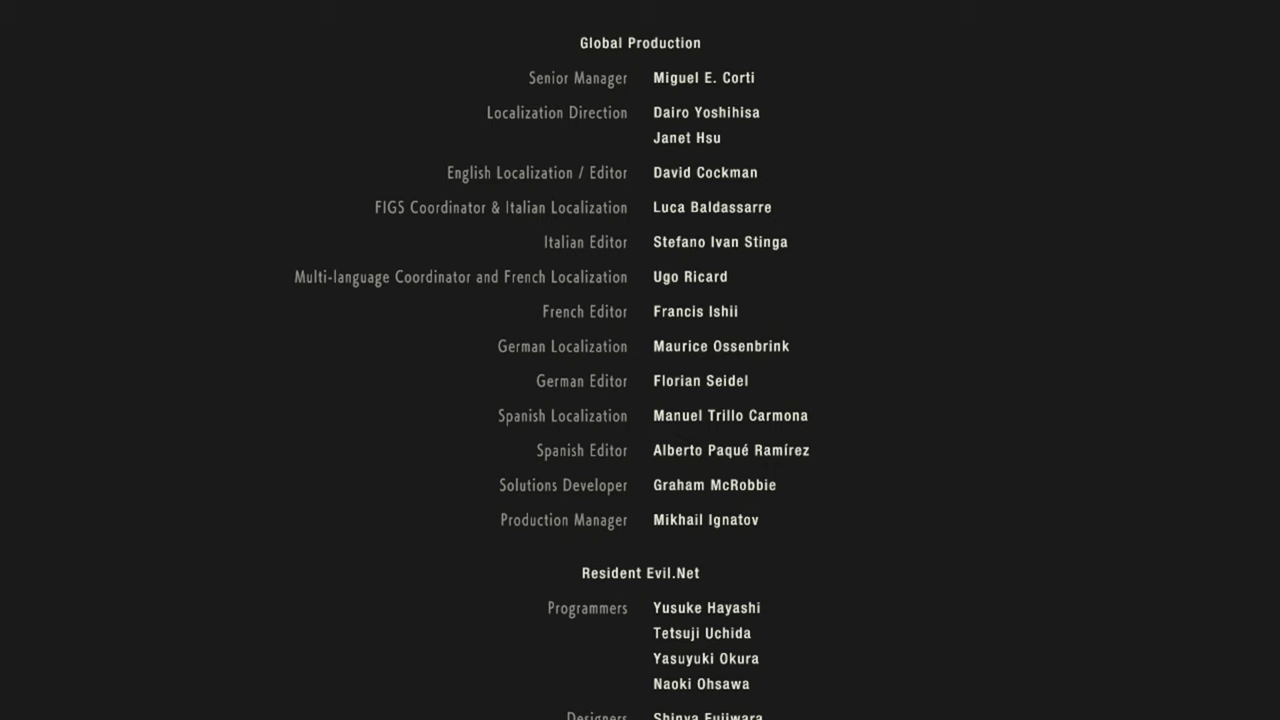 Global Production
Senior Manager Miguel E. Corti
Localization Direction Dairo Yoshihisa
Janet Hsu
English Localization / Editor David Cockman
FIGS Coordinator & Italian Localization Luca Baldassarre
Italian Editor Stefano Ivan Stinga
Multi-language Coordinator and French Localization Ugo Ricard
French Editor Francis Ishii
German Localization Maurice Ossenbrink
German Editor Florian Seidel
Spanish Localization Manuel Trillo Carmona
Spanish Editor Alberto Paqué Ramírez
Solutions Developer Graham McRobbie
Production Manager Mikhail Ignatov
Resident Evil.Net
Programmers Yusuke Hayashi
Tetsuji Uchida
Yasuyuki Okura
Naoki Ohsawa
Designers Shinya Fujiwara